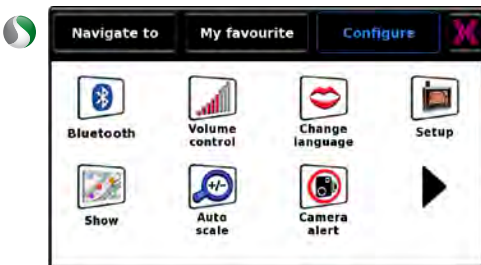 Navigate to My favourite Configure X
Bluetooth Volume control Change language Setup
+/-
Show Auto scale Camera alert